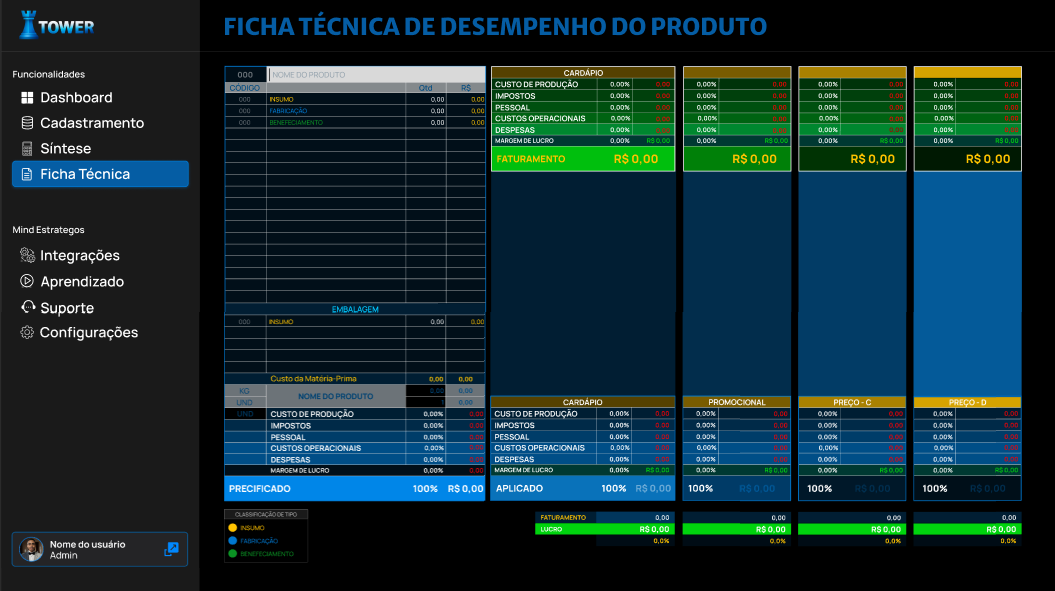 TOWER
FICHA TÉCNICA DE DESEMPENHO DO PRODUTO
Funcionalidades
Dashboard
Cadastramento
Síntese
Ficha Técnica
Mind Estrategos
Integrações
Aprendizado
Suporte
Configurações
Nome do usuário
Admin
000 NOME DO PRODUTO
CÓDIGO Qtd R$
000 INSUMO 0,00 0,00
000 FABRICAÇÃO 0,00 0,00
000 BENEFECIAMENTO 0,00 0,00
EMBALAGEM
000 INSUMO 0,00 0,00
Custo da Matéria-Prima 0,00 0,00
KG NOME DO PRODUTO 0,00 0,00
UND 1 0,00
UND CUSTO DE PRODUÇÃO 0,00% 0,00
IMPOSTOS 0,00% 0,00
PESSOAL 0,00% 0,00
CUSTOS OPERACIONAIS 0,00% 0,00
DESPESAS 0,00% 0,00
MARGEM DE LUCRO 0,00% 0,00
PRECIFICADO 100% R$ 0,00
CARDÁPIO
CUSTO DE PRODUÇÃO 0,00% 0,00 0,00% 0,00 0,00% 0,00 0,00% 0,00
IMPOSTOS 0,00% 0,00 0,00% 0,00 0,00% 0,00 0,00% 0,00
PESSOAL 0,00% 0,00 0,00% 0,00 0,00% 0,00 0,00% 0,00
CUSTOS OPERACIONAIS 0,00% 0,00 0,00% 0,00 0,00% 0,00 0,00% 0,00
DESPESAS 0,00% 0,00 0,00% 0,00 0,00% 0,00 0,00% 0,00
MARGEM DE LUCRO 0,00% R$ 0,00 0,00% R$ 0,00 0,00% R$ 0,00 0,00% R$ 0,00
FATURAMENTO R$ 0,00 R$ 0,00 R$ 0,00 R$ 0,00
CARDÁPIO PROMOCIONAL PREÇO - C PREÇO - D
CUSTO DE PRODUÇÃO 0,00% 0,00 0,00% 0,00 0,00% 0,00 0,00% 0,00
IMPOSTOS 0,00% 0,00 0,00% 0,00 0,00% 0,00 0,00% 0,00
PESSOAL 0,00% 0,00 0,00% 0,00 0,00% 0,00 0,00% 0,00
CUSTOS OPERACIONAIS 0,00% 0,00 0,00% 0,00 0,00% 0,00 0,00% 0,00
DESPESAS 0,00% 0,00 0,00% 0,00 0,00% 0,00 0,00% 0,00
MARGEM DE LUCRO 0,00% R$ 0,00 0,00% R$ 0,00 0,00% R$ 0,00 0,00% R$ 0,00
APLICADO 100% R$ 0,00 100% R$ 0,00 100% R$ 0,00 100% R$ 0,00
CLASSIFICAÇÃO DE TIPO
INSUMO
FABRICAÇÃO
BENEFECIAMENTO
FATURAMENTO 0,00 0,00 0,00 0,00
LUCRO R$ 0,00 R$ 0,00 R$ 0,00 R$ 0,00
0,0% 0,0% 0,0% 0,0%